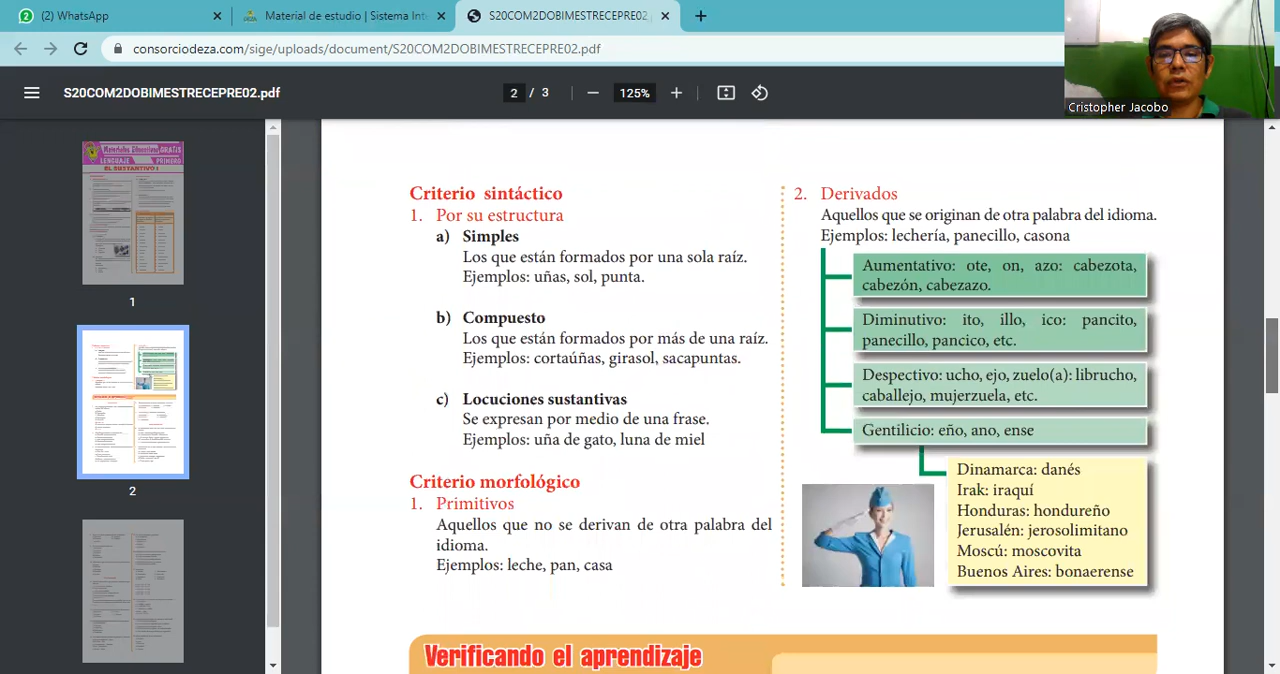 (2) WhatsApp
Material de estudio | Sistema Int
S20COM2DOBIMESTRECEPRE02
consorciodeza.com/sige/uploads/document/S20COM2DOBIMESTRECEPRE02.pdf
S20COM2DOBIMESTRECEPRE02.pdf
2 / 3
125%
Cristopher Jacobo
Materiales Educativos GRATIS
LENGUAJE PRIMERO
EL SUSTANTIVO I
1
2
Criterio sintáctico
1. Por su estructura
a) Simples
Los que están formados por una sola raíz.
Ejemplos: uñas, sol, punta.
b) Compuesto
Los que están formados por más de una raíz.
Ejemplos: cortaúñas, girasol, sacapuntas.
c) Locuciones sustantivas
Se expresan por medio de una frase.
Ejemplos: uña de gato, luna de miel
Criterio morfológico
1. Primitivos
Aquellos que no se derivan de otra palabra del
idioma.
Ejemplos: leche, pan, casa
2. Derivados
Aquellos que se originan de otra palabra del idioma.
Ejemplos: lechería, panecillo, casona
Aumentativo: ote, on, azo: cabezota,
cabezón, cabezazo.
Diminutivo: ito, illo, ico: pancito,
panecillo, pancico, etc.
Despectivo: ucho, ejo, zuelo(a): librucho,
caballejo, mujerzuela, etc.
Gentilicio: eño, ano, ense
Dinamarca: danés
Irak: iraquí
Honduras: hondureño
Jerusalén: jerosolimitano
Moscú: moscovita
Buenos Aires: bonaerense
Verificando el aprendizaje